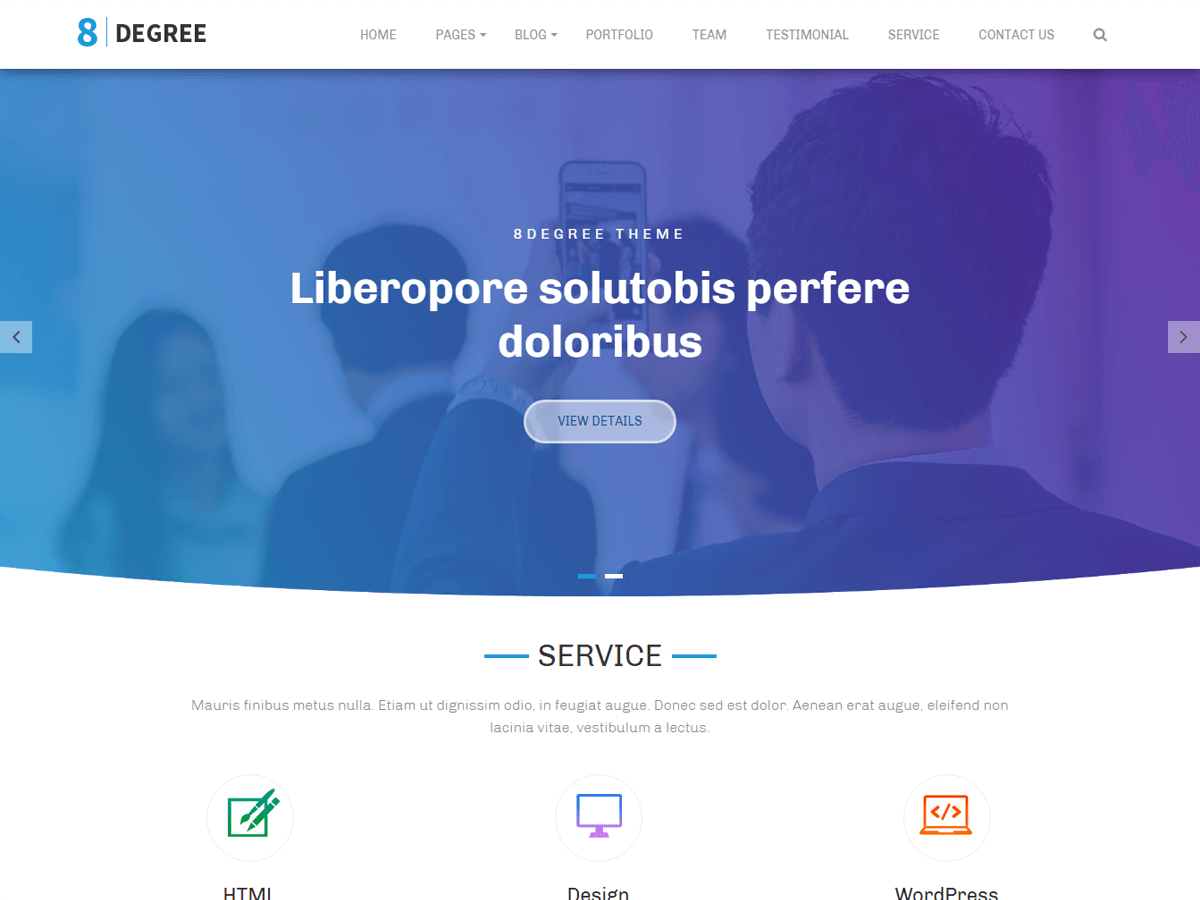 8 DEGREE
HOME PAGES BLOG PORTFOLIO TEAM TESTIMONIAL SERVICE CONTACT US
8DEGREE THEME
Liberopore solutobis perfere
doloribus
VIEW DETAILS
SERVICE
Mauris finibus metus nulla. Etiam ut dignissim odio, in feugiat augue. Donec sed est dolor. Aenean erat augue, eleifend non
lacinia vitae, vestibulum a lectus.
HTML Design WordPress